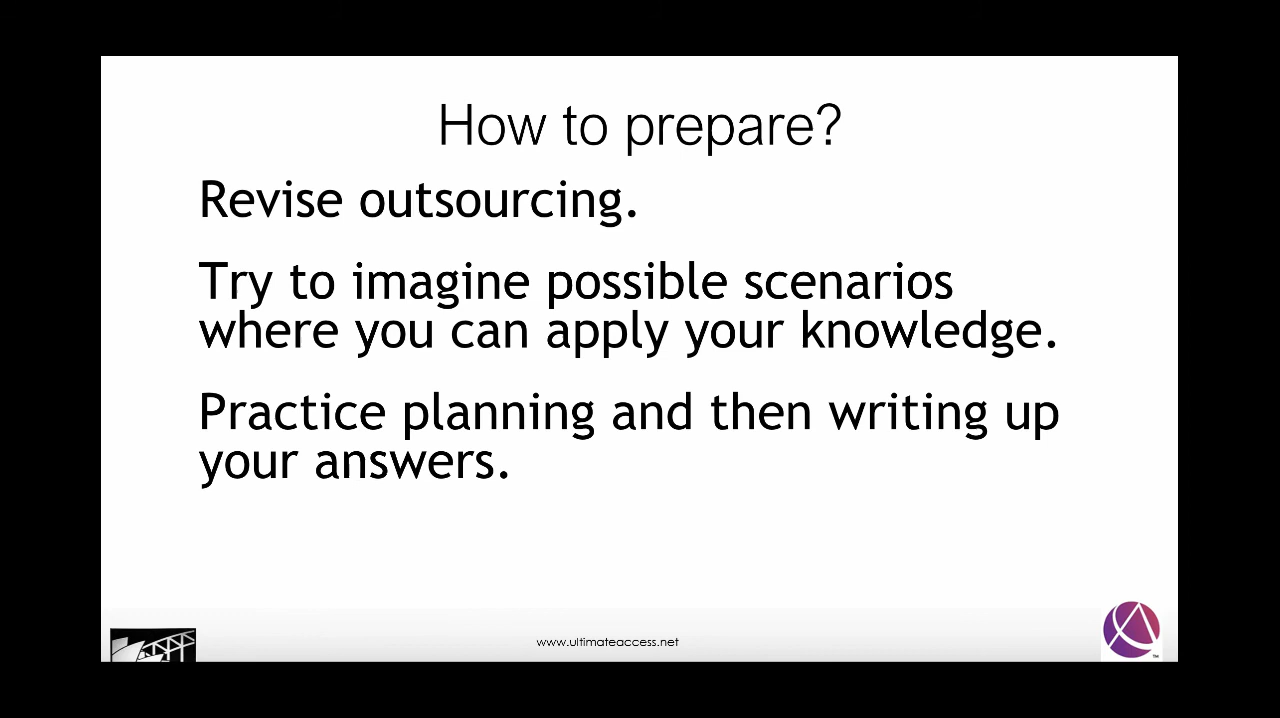 How to prepare?
Revise outsourcing.
Try to imagine possible scenarios
where you can apply your knowledge.
Practice planning and then writing up
your answers.
www.ultimateaccess.net
TM